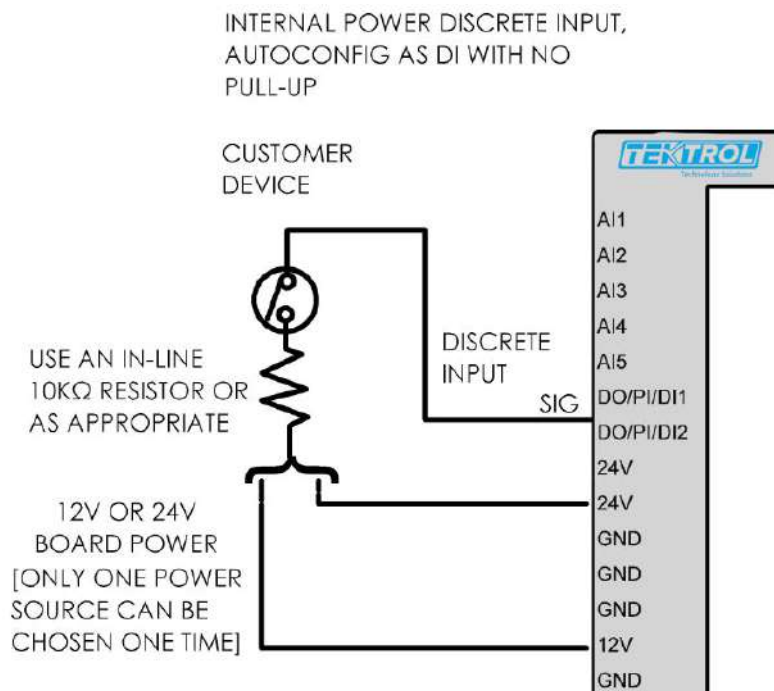 INTERNAL POWER DISCRETE INPUT,
AUTOCONFIG AS DI WITH NO
PULL-UP
CUSTOMER
DEVICE
TEKTROL
Technology Solutions
AI1
AI2
AI3
AI4
AI5
DISCRETE
INPUT
SIG
DO/PI/DI1
DO/PI/DI2
24V
24V
GND
GND
GND
12V
GND
USE AN IN-LINE
10KΩ RESISTOR OR
AS APPROPRIATE
12V OR 24V
BOARD POWER
[ONLY ONE POWER
SOURCE CAN BE
CHOSEN ONE TIME]